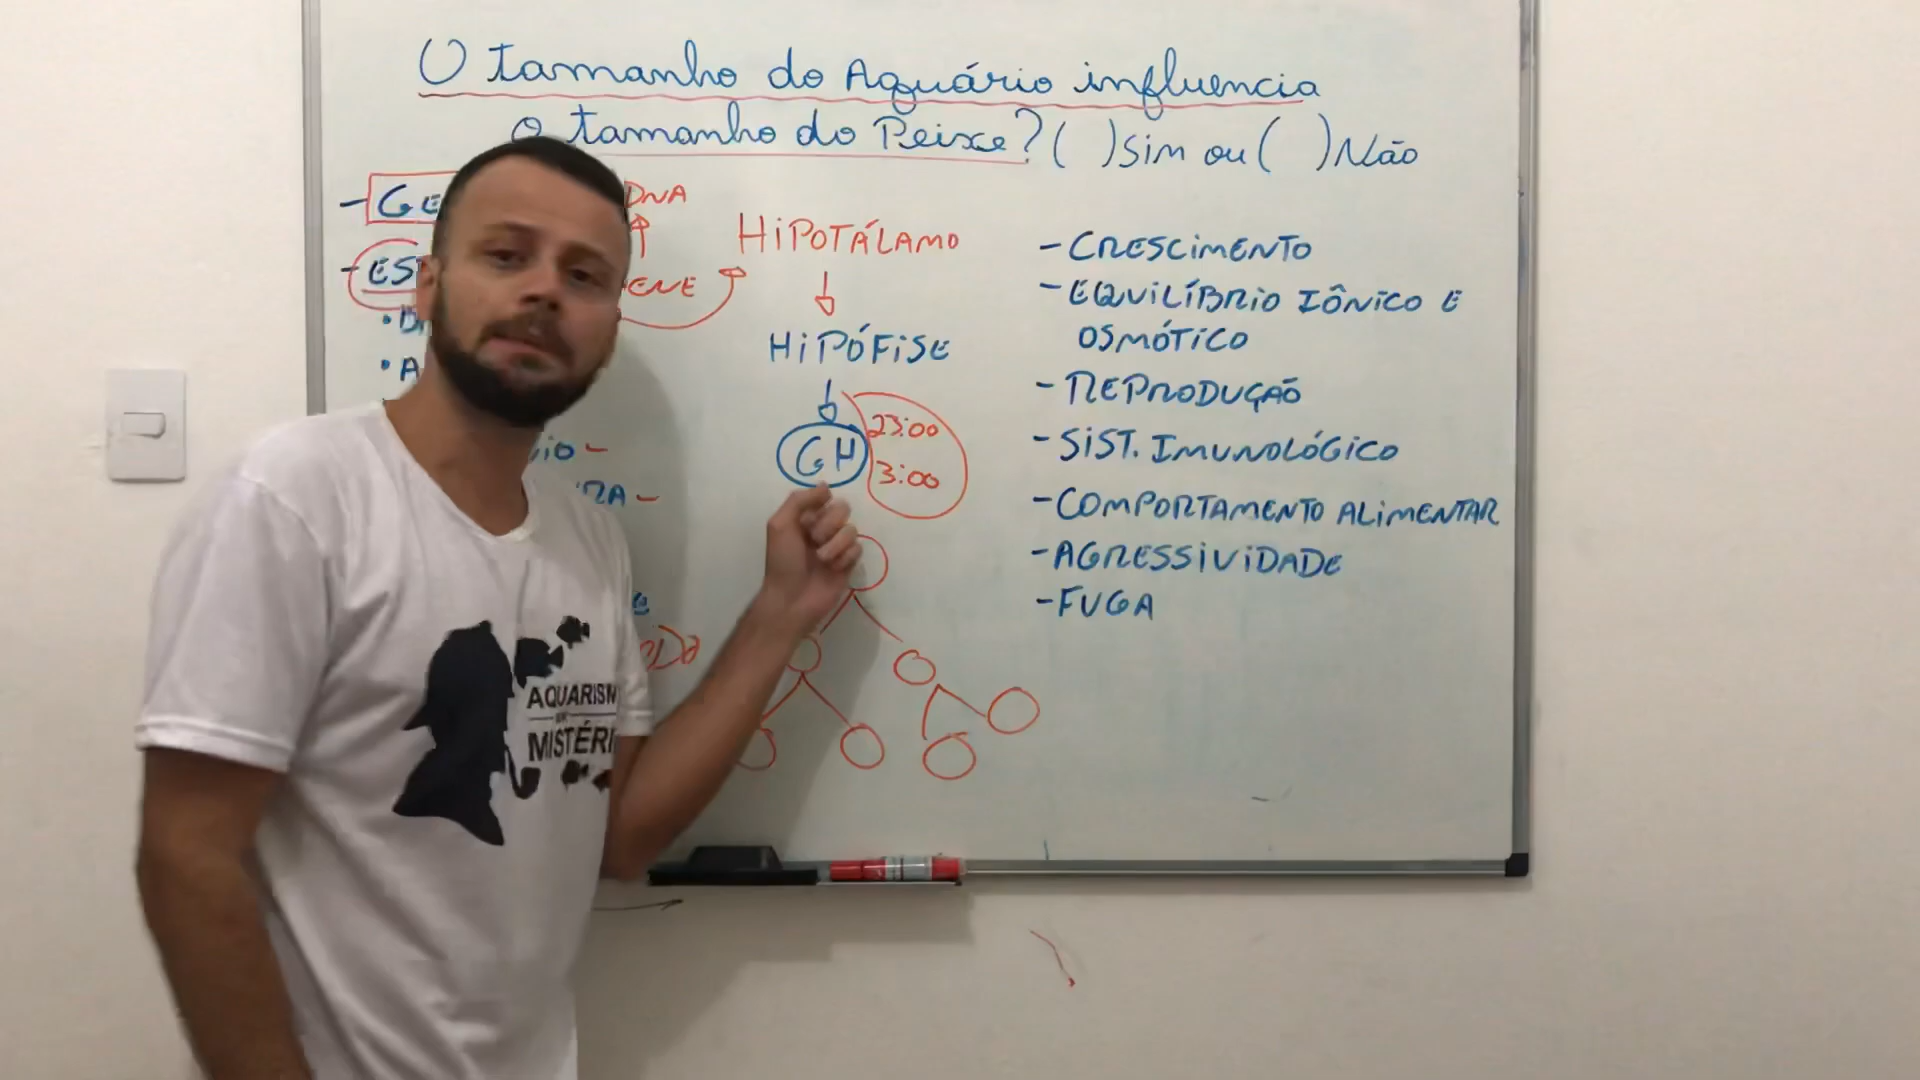 O tamanho do Aquário influencia
o tamanho do Peixe? ( ) Sim ou ( ) Não
DNA
HIPOTÁLAMO
HIPÓFISE
GH
23:00
3:00
- CRESCIMENTO
- EQUILÍBRIO IÔNICO E
OSMÓTICO
- REPRODUÇÃO
- SIST. IMUNOLÓGICO
- COMPORTAMENTO ALIMENTAR
- AGRESSIVIDADE
- FUGA
AQUARISM
MISTÉRI